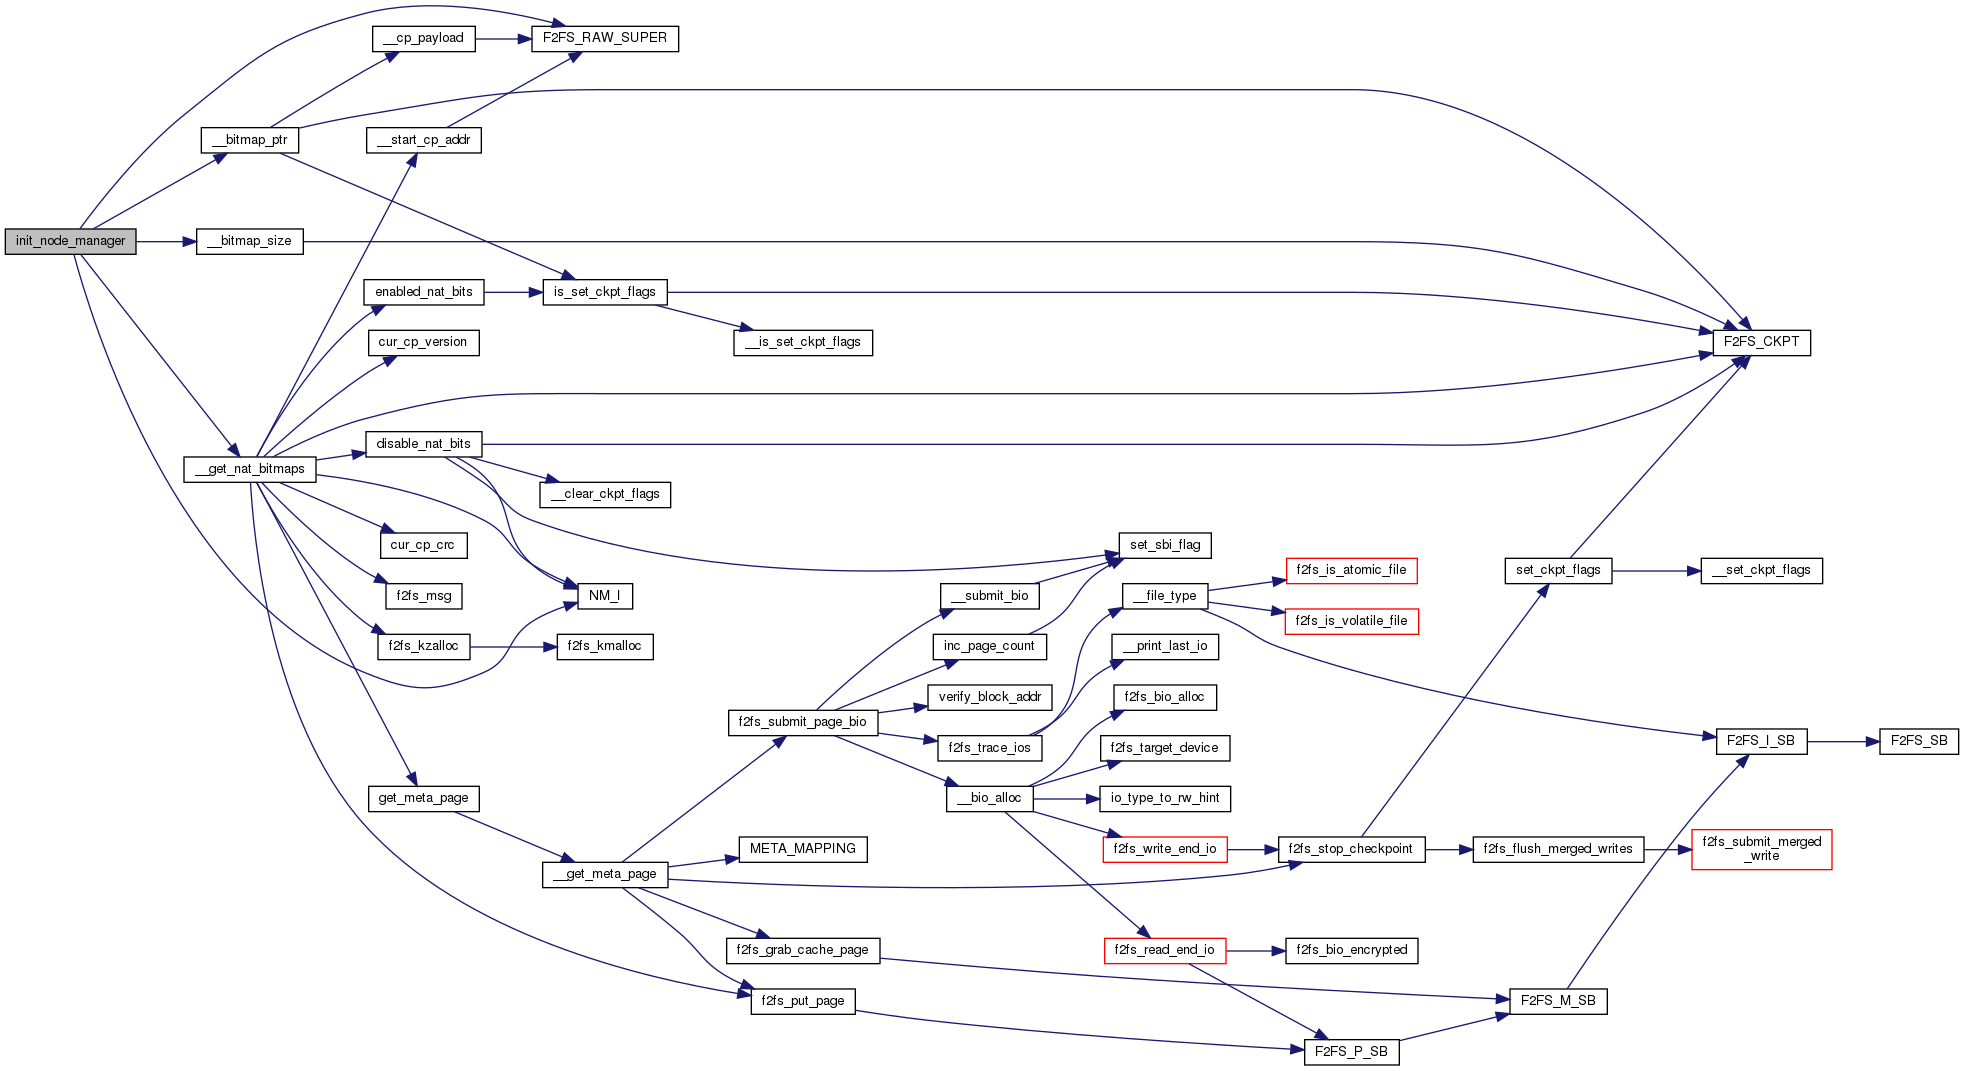 init_node_manager
__cp_payload
F2FS_RAW_SUPER
__bitmap_ptr
__start_cp_addr
__bitmap_size
enabled_nat_bits
is_set_ckpt_flags
cur_cp_version
__is_set_ckpt_flags
F2FS_CKPT
disable_nat_bits
__get_nat_bitmaps
__clear_ckpt_flags
cur_cp_crc
set_sbi_flag
f2fs_msg
NM_I
__submit_bio
__file_type
f2fs_is_atomic_file
set_ckpt_flags
__set_ckpt_flags
f2fs_is_volatile_file
f2fs_kzalloc
f2fs_kmalloc
inc_page_count
__print_last_io
verify_block_addr
f2fs_bio_alloc
f2fs_submit_page_bio
f2fs_trace_ios
f2fs_target_device
F2FS_I_SB
F2FS_SB
get_meta_page
__bio_alloc
io_type_to_rw_hint
META_MAPPING
f2fs_write_end_io
f2fs_stop_checkpoint
f2fs_flush_merged_writes
f2fs_submit_merged
_write
__get_meta_page
f2fs_grab_cache_page
f2fs_read_end_io
f2fs_bio_encrypted
f2fs_put_page
F2FS_M_SB
F2FS_P_SB